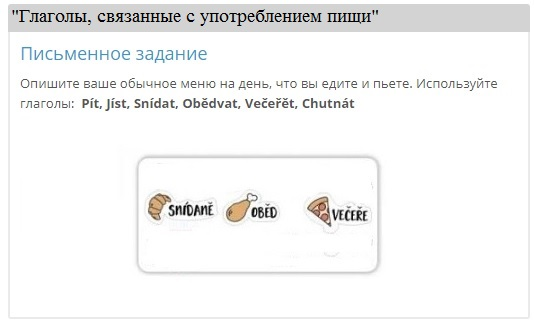 "Глаголы, связанные с употреблением пищи"
Письменное задание
Опишите ваше обычное меню на день, что вы едите и пьете. Используйте
глаголы: Pít, Jíst, Snídat, Obědvat, Večeřět, Chutnát
SNÍDANĚ OBĚD VEČEŘE